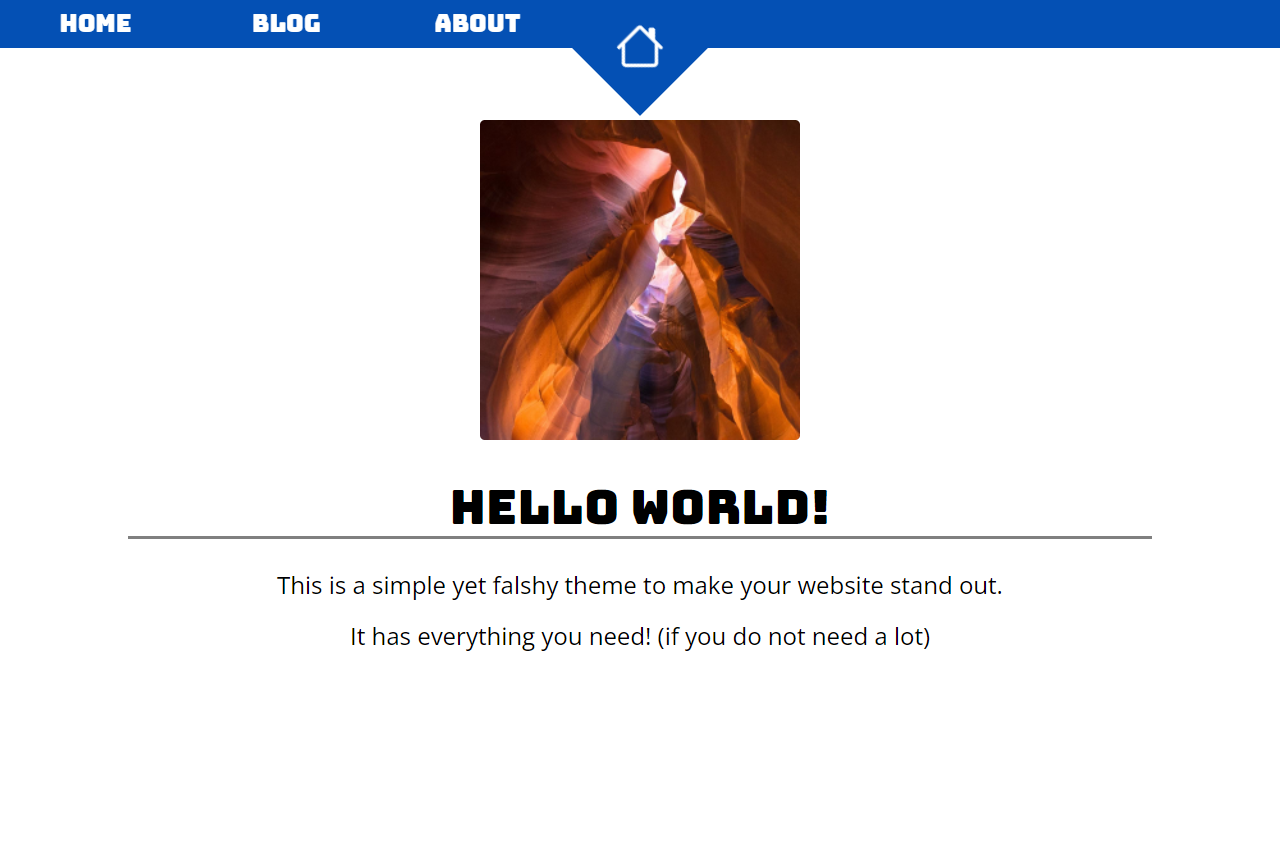 HOME BLOG ABOUT
HELLO WORLD!
This is a simple yet falshy theme to make your website stand out.
It has everything you need! (if you do not need a lot)